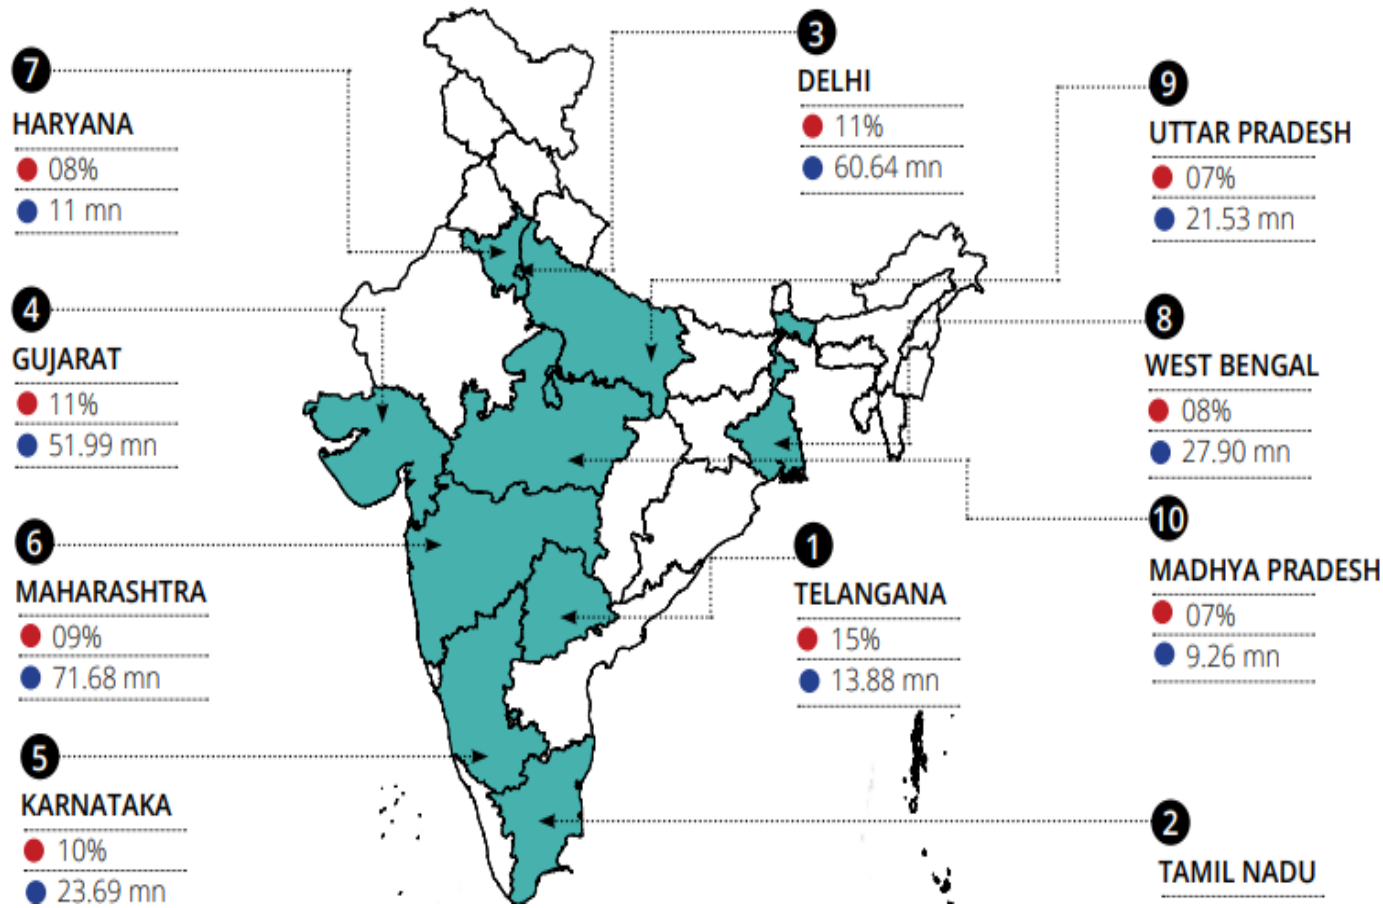 7
HARYANA
08%
11 mn
4
GUJARAT
11%
51.99 mn
6
MAHARASHTRA
09%
71.68 mn
5
KARNATAKA
10%
23.69 mn
3
DELHI
11%
60.64 mn
1
TELANGANA
15%
13.88 mn
9
UTTAR PRADESH
07%
21.53 mn
8
WEST BENGAL
08%
27.90 mn
10
MADHYA PRADESH
07%
9.26 mn
2
TAMIL NADU